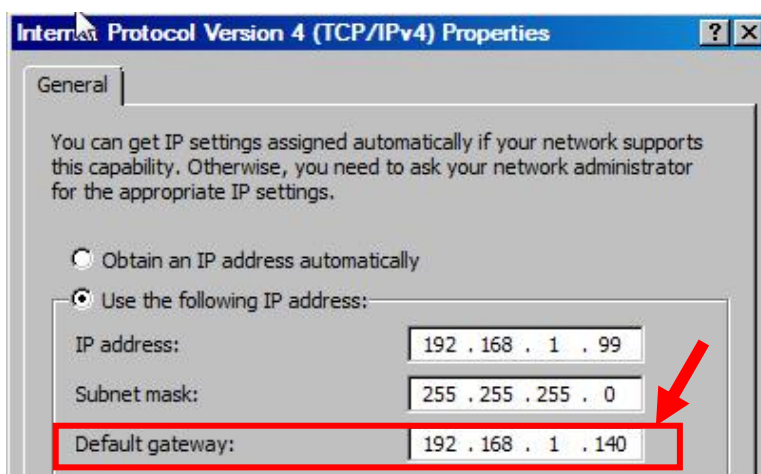 Internet Protocol Version 4 (TCP/IPv4) Properties ? X
General
You can get IP settings assigned automatically if your network supports
this capability. Otherwise, you need to ask your network administrator
for the appropriate IP settings.
Obtain an IP address automatically
Use the following IP address:
IP address: 192 . 168 . 1 . 99
Subnet mask: 255 . 255 . 255 . 0
Default gateway: 192 . 168 . 1 . 140